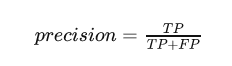 precision = TP / TP+FP